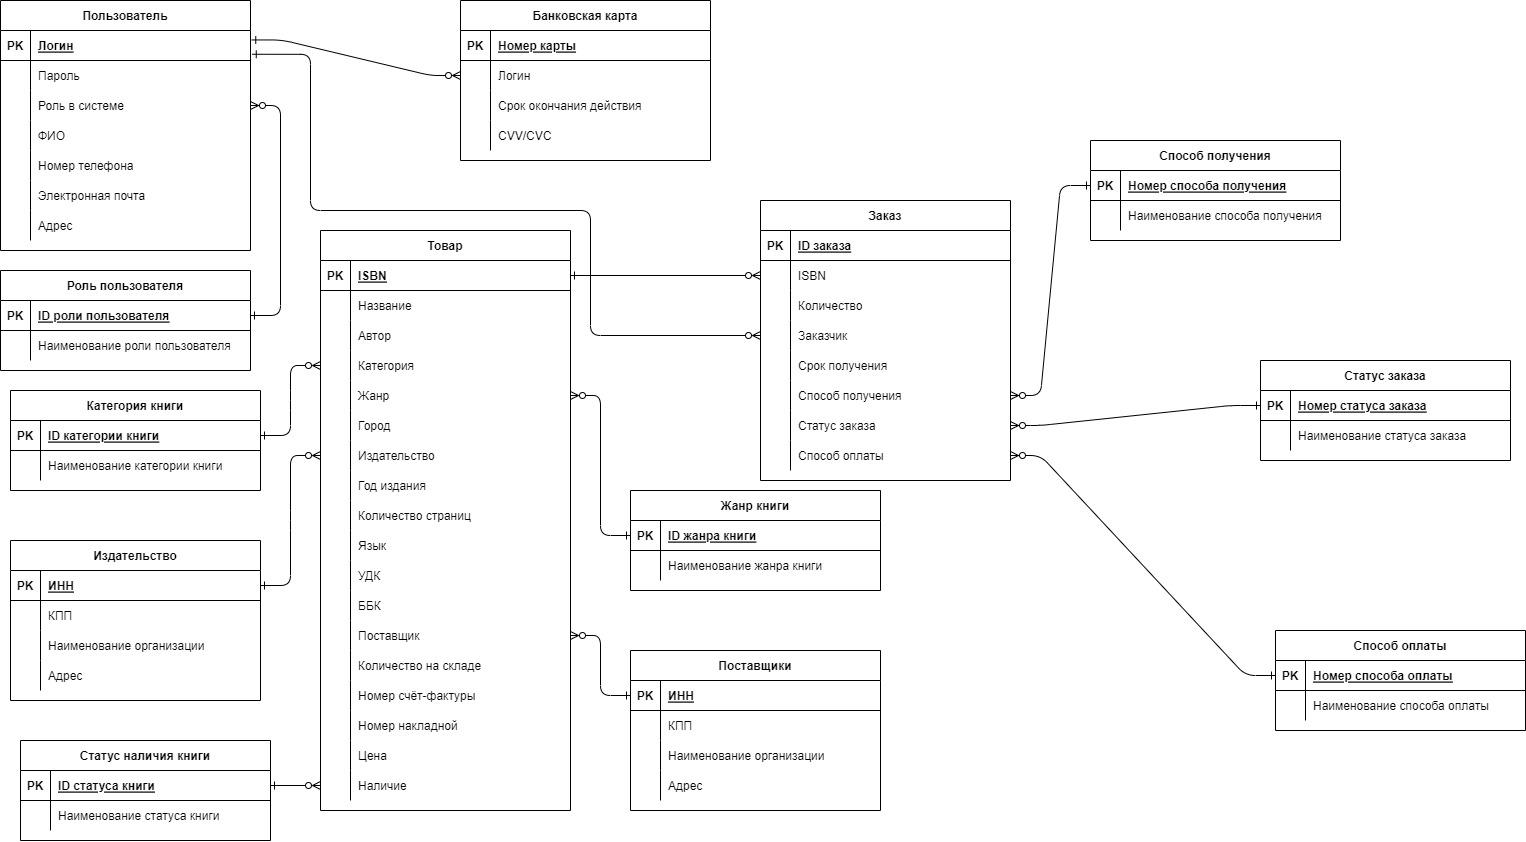 Пользователь
PK Логин
Пароль
Роль в системе
ФИО
Номер телефона
Электронная почта
Адрес
Банковская карта
PK Номер карты
Логин
Срок окончания действия
CVV/CVC
Роль пользователя
PK ID роли пользователя
Наименование роли пользователя
Категория книги
PK ID категории книги
Наименование категории книги
Издательство
PK ИНН
КПП
Наименование организации
Адрес
Статус наличия книги
PK ID статуса книги
Наименование статуса книги
Товар
PK ISBN
Название
Автор
Категория
Жанр
Город
Издательство
Год издания
Количество страниц
Язык
УДК
ББК
Поставщик
Количество на складе
Номер счёт-фактуры
Номер накладной
Цена
Наличие
Заказ
PK ID заказа
ISBN
Количество
Заказчик
Срок получения
Способ получения
Статус заказа
Способ оплаты
Жанр книги
PK ID жанра книги
Наименование жанра книги
Поставщики
PK ИНН
КПП
Наименование организации
Адрес
Способ получения
PK Номер способа получения
Наименование способа получения
Статус заказа
PK Номер статуса заказа
Наименование статуса заказа
Способ оплаты
PK Номер способа оплаты
Наименование способа оплаты